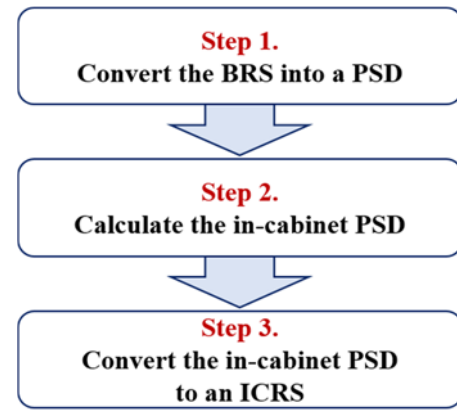 Step 1.
Convert the BRS into a PSD
Step 2.
Calculate the in-cabinet PSD
Step 3.
Convert the in-cabinet PSD
to an ICRS